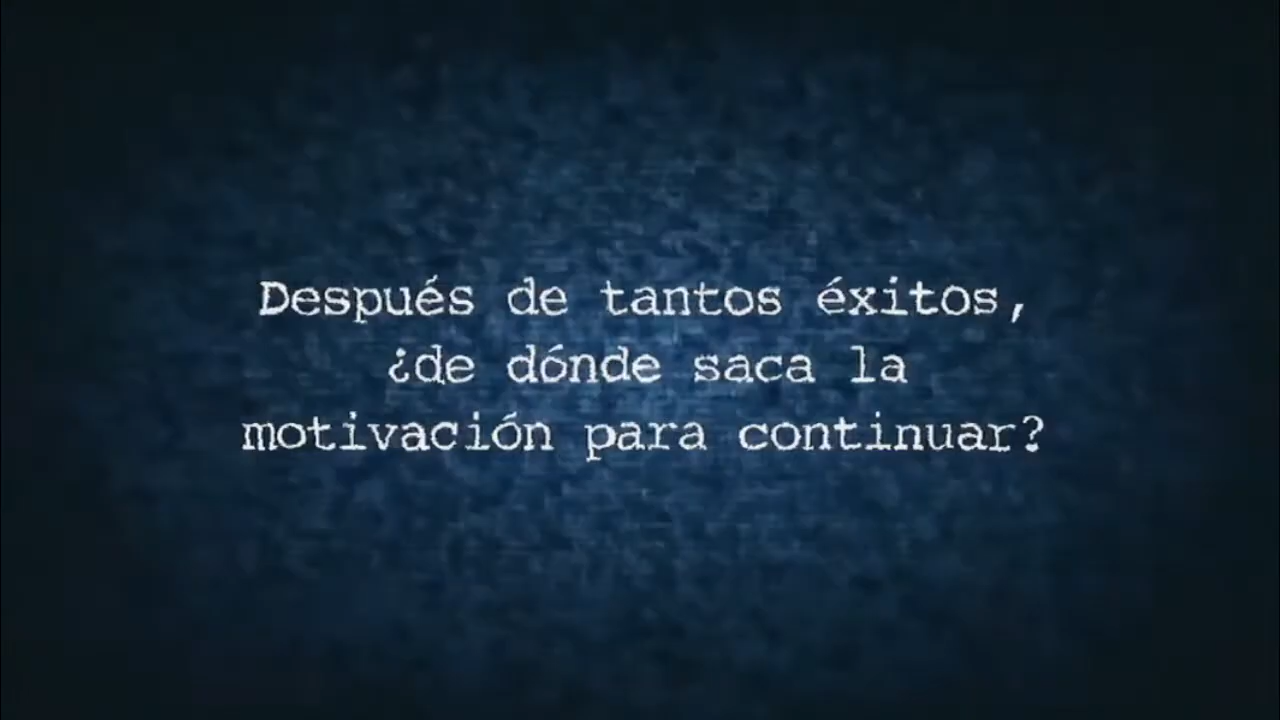 Después de tantos éxitos,
¿de dónde saca la
motivación para continuar?